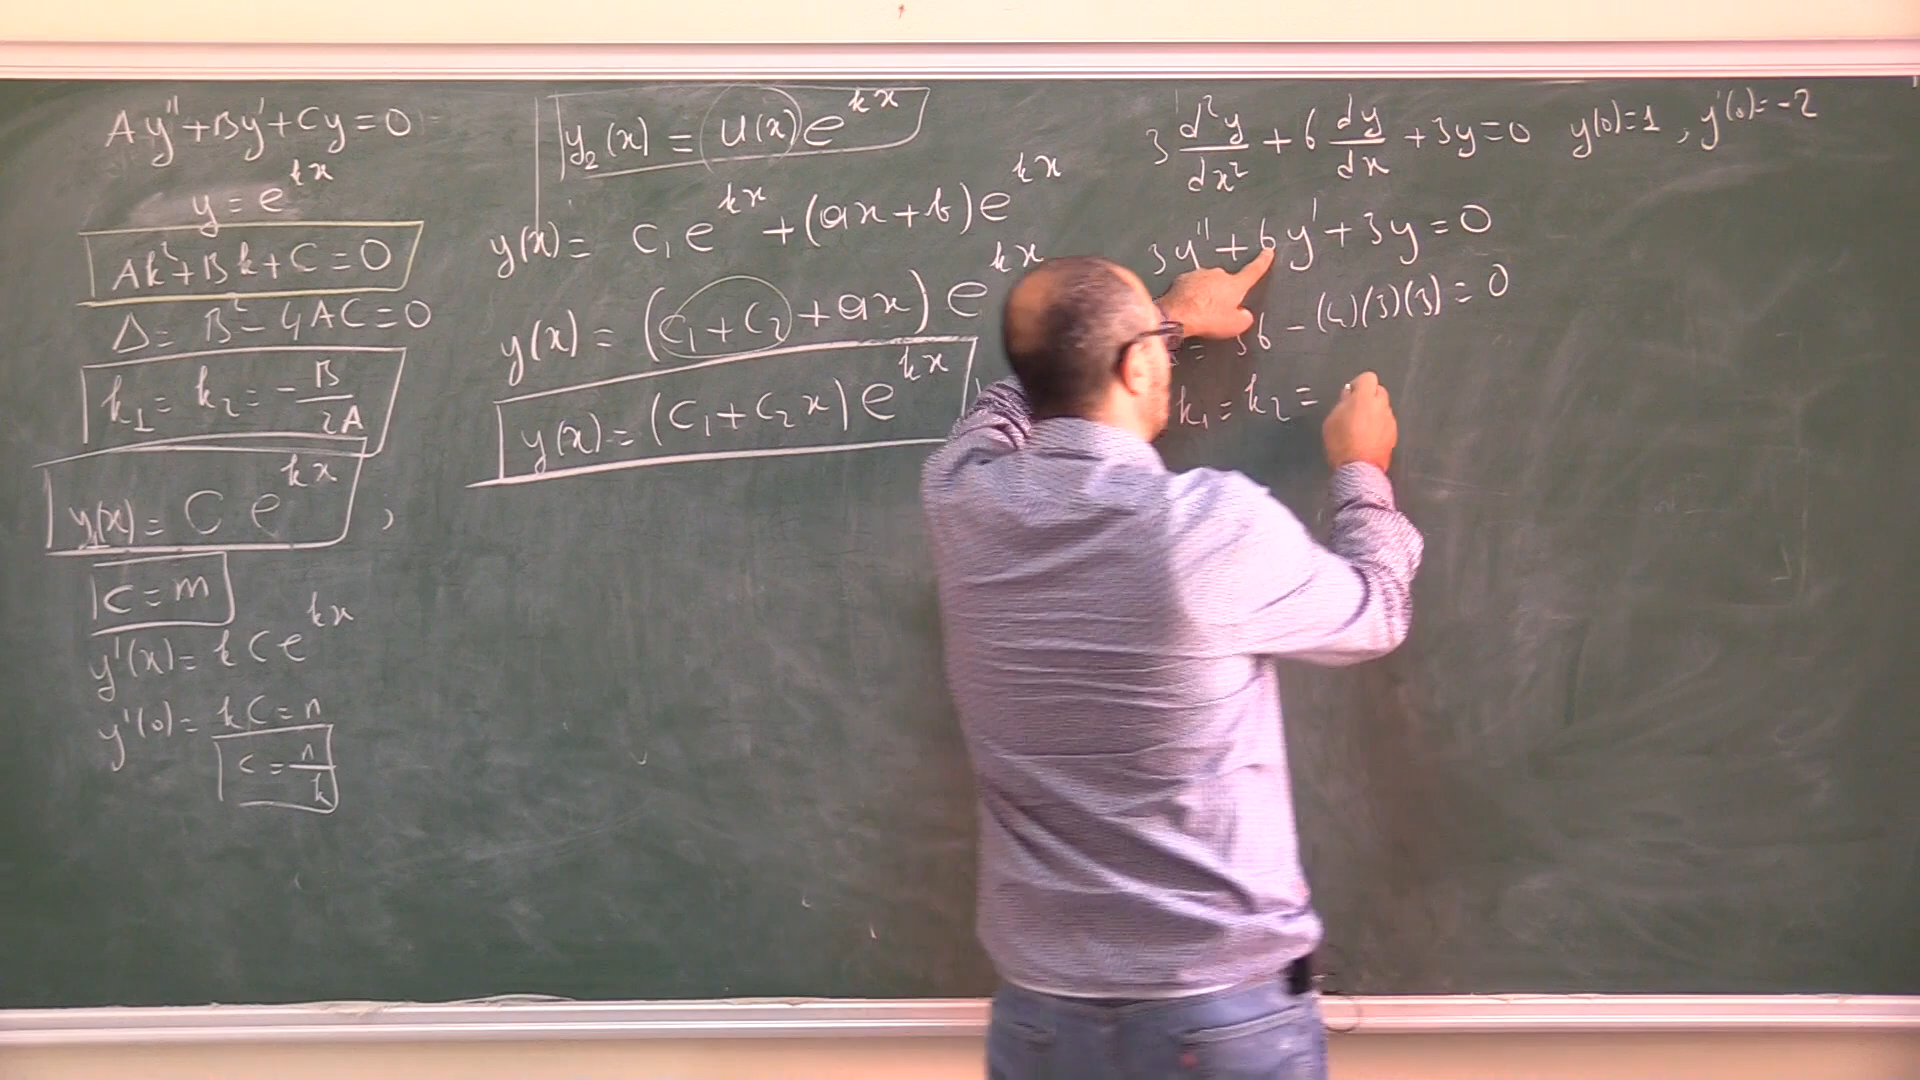 Ay''+By'+Cy=0
y=e^{kx}
Ak²+Bk+C=0
Δ=B²-4AC=0
k₁=k₂=-B/2A
y₁(x)=Ce^{kx},
C=m
y'(x)=kCe^{kx}
y'(0)=kC=n
C=n/k
y₂(x)=U(x)e^{kx}
y(x)=C₁e^{kx}+(ax+b)e^{kx}
y(x)=(C₁+C₂+ax)e^{kx}
y(x)=(C₁+C₂x)e^{kx}
3 d²y/dx² + 6 dy/dx + 3y=0 y(0)=1, y'(0)=-2
3y''+6y'+3y=0
= 36-(4)(3)(3)=0
k₁=k₂=